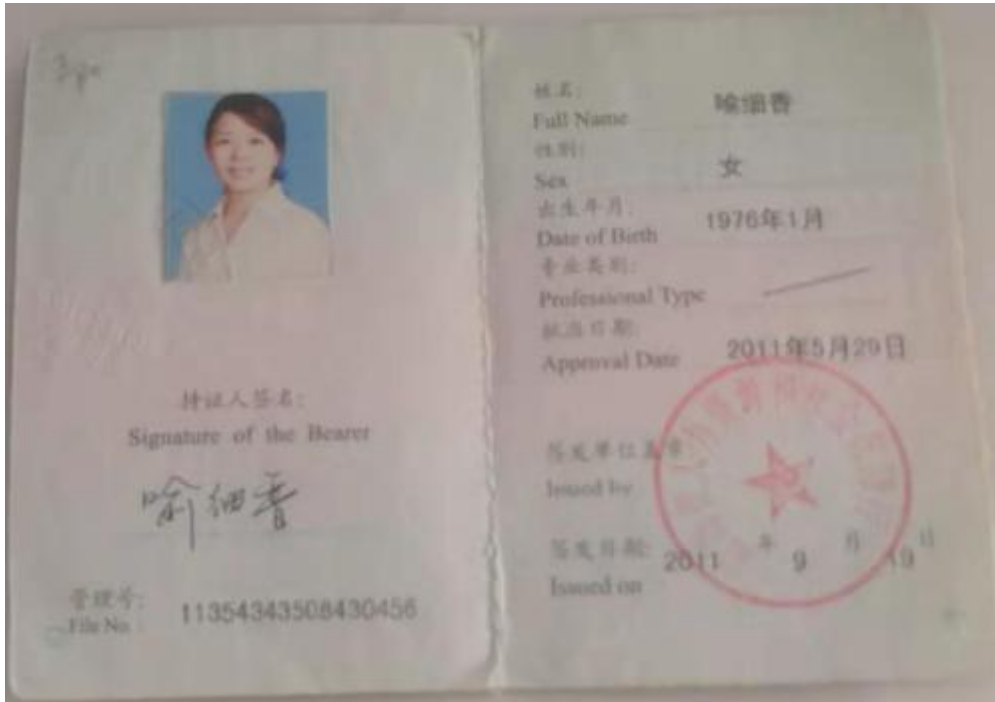 持证人签名:
Signature of the Bearer
喻细香
管理号:
File No.
11354343508430456
姓名:
Full Name
喻细香
性别:
Sex
女
出生年月:
Date of Birth
1976年1月
专业类别:
Professional Type
批准日期:
Approval Date
2011年5月29日
签发单位盖章
Issued by
签发日期:
Issued on
2011 年 9 月 19 日